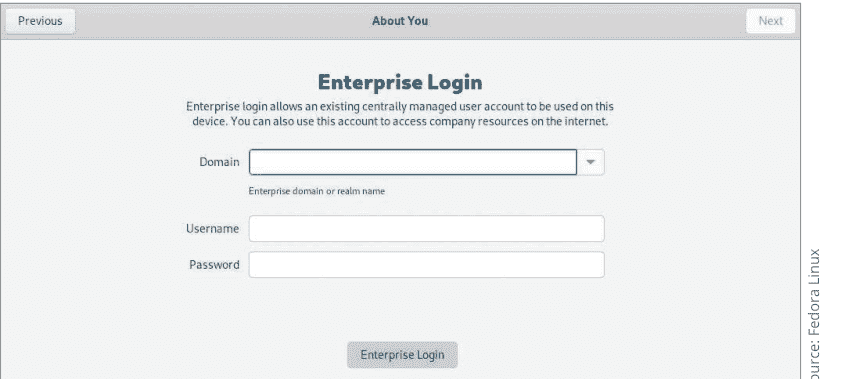 Previous
About You
Next
Enterprise Login
Enterprise login allows an existing centrally managed user account to be used on this
device. You can also use this account to access company resources on the internet.
Domain
Enterprise domain or realm name
Username
Password
Enterprise Login
ource: Fedora Linux